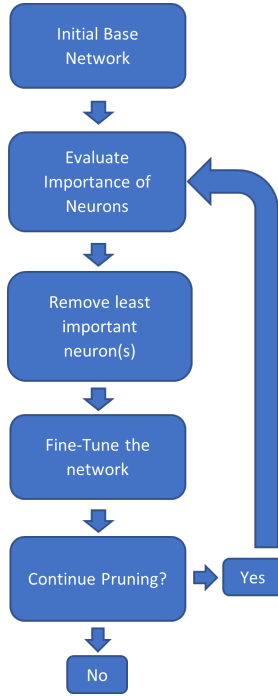 Initial Base
Network
Evaluate
Importance of
Neurons
Remove least
important
neuron(s)
Fine-Tune the
network
Continue Pruning?
Yes
No